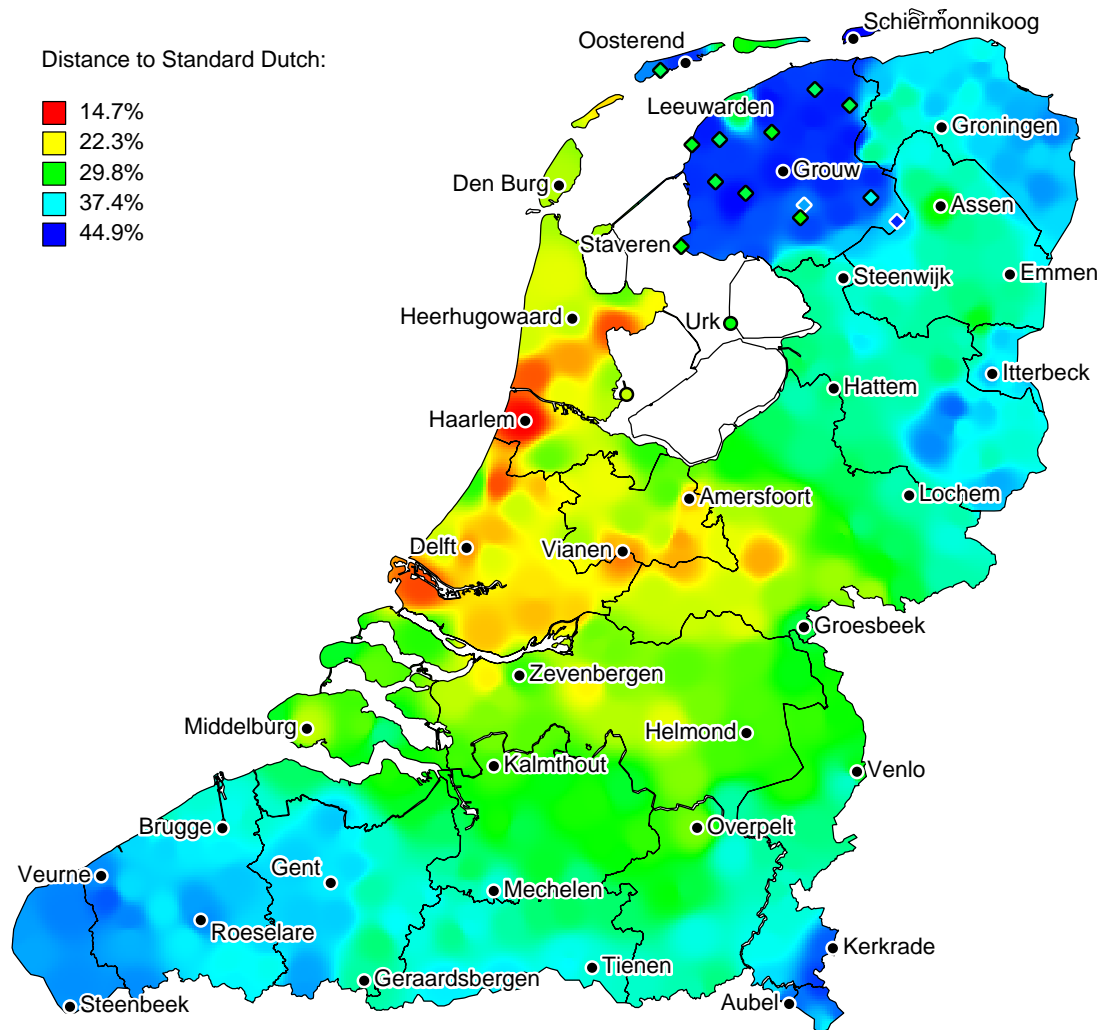 Schiermonnikoog
Oosterend
Distance to Standard Dutch:
14.7%
22.3%
29.8%
37.4%
44.9%
Leeuwarden
Groningen
Grouw
Den Burg
Assen
Staveren
Steenwijk
Emmen
Heerhugowaard
Urk
Itterbeck
Hattem
Haarlem
Lochem
Amersfoort
Delft
Vianen
Groesbeek
Zevenbergen
Middelburg
Helmond
Kalmthout
Venlo
Brugge
Overpelt
Veurne
Gent
Mechelen
Roeselare
Kerkrade
Tienen
Geraardsbergen
Steenbeek
Aubel